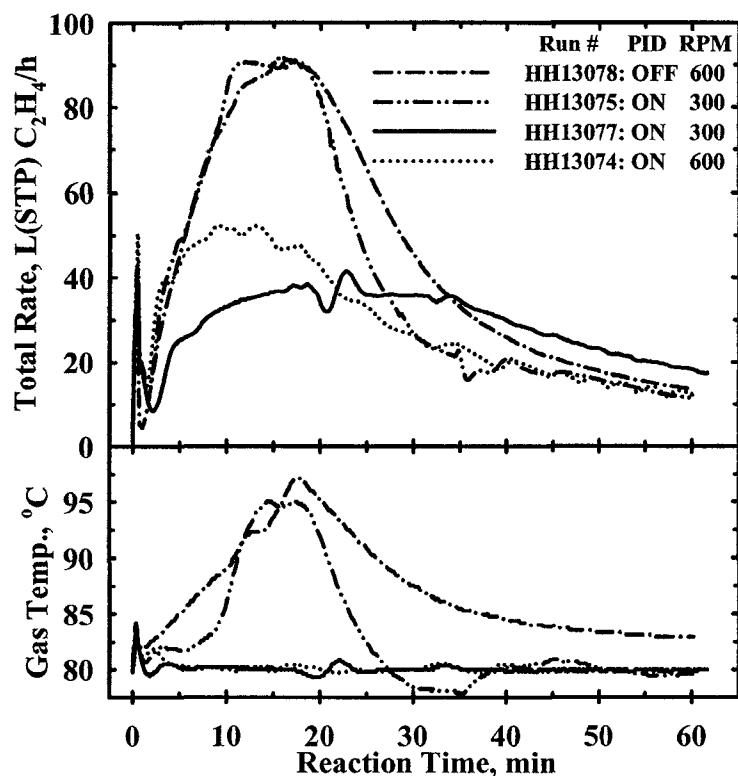 100
80
60
40
20
0
Total Rate, L(STP) C₂H₄/h
Run # PID RPM
HH13078: OFF 600
HH13075: ON 300
HH13077: ON 300
HH13074: ON 600
95
90
85
80
Gas Temp., °C
0 10 20 30 40 50 60
Reaction Time, min